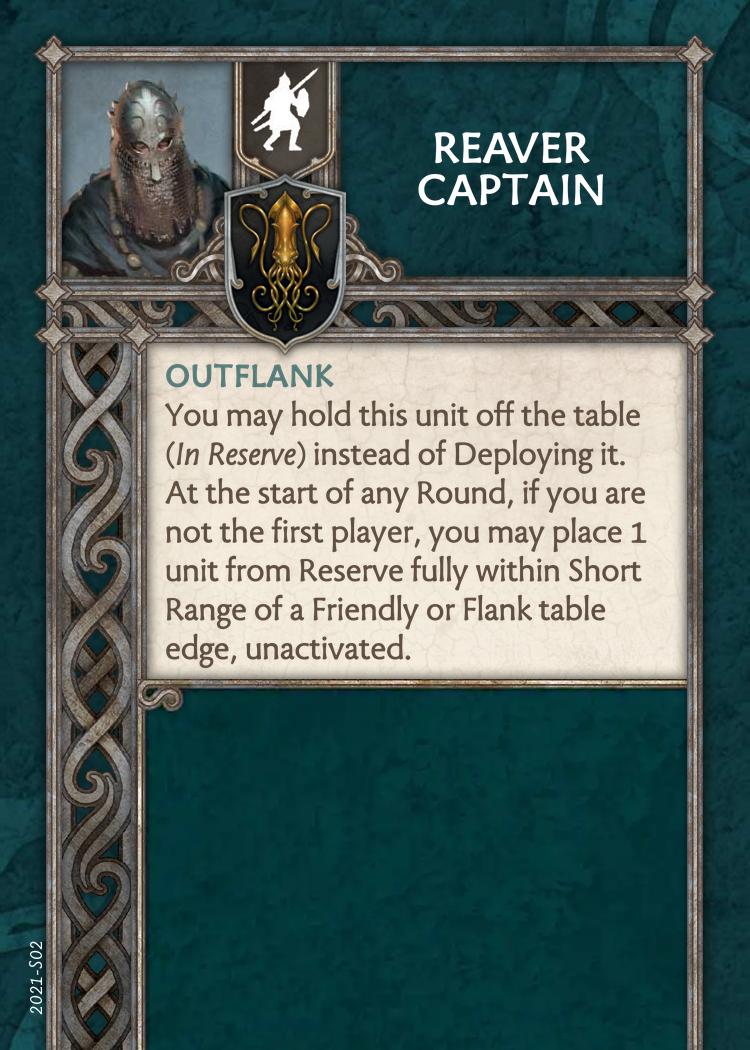 REAVER
CAPTAIN
OUTFLANK
You may hold this unit off the table
(In Reserve) instead of Deploying it.
At the start of any Round, if you are
not the first player, you may place 1
unit from Reserve fully within Short
Range of a Friendly or Flank table
edge, unactivated.
2021-S02